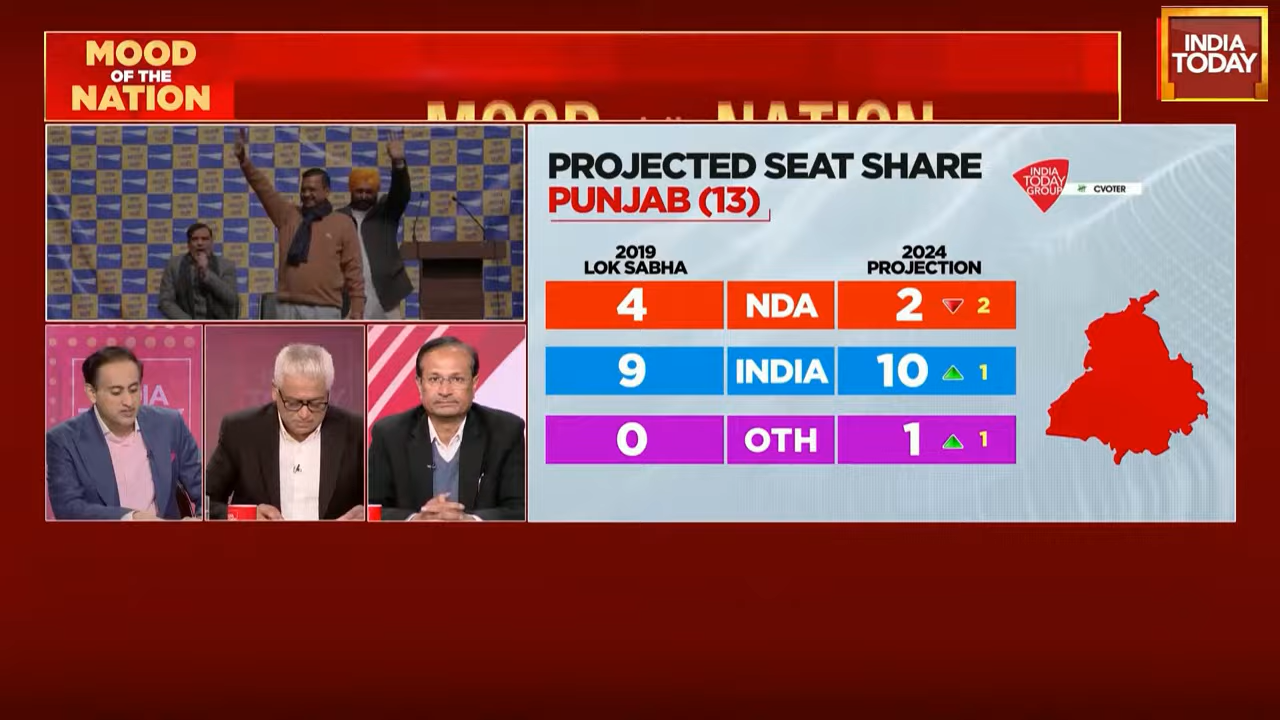 MOOD
OF THE
NATION
INDIA
TODAY
PROJECTED SEAT SHARE
PUNJAB (13)
INDIA
TODAY
GROUP
CVOTER
2019
LOK SABHA
2024
PROJECTION
4 NDA 2 2
9 INDIA 10 1
0 OTH 1 1